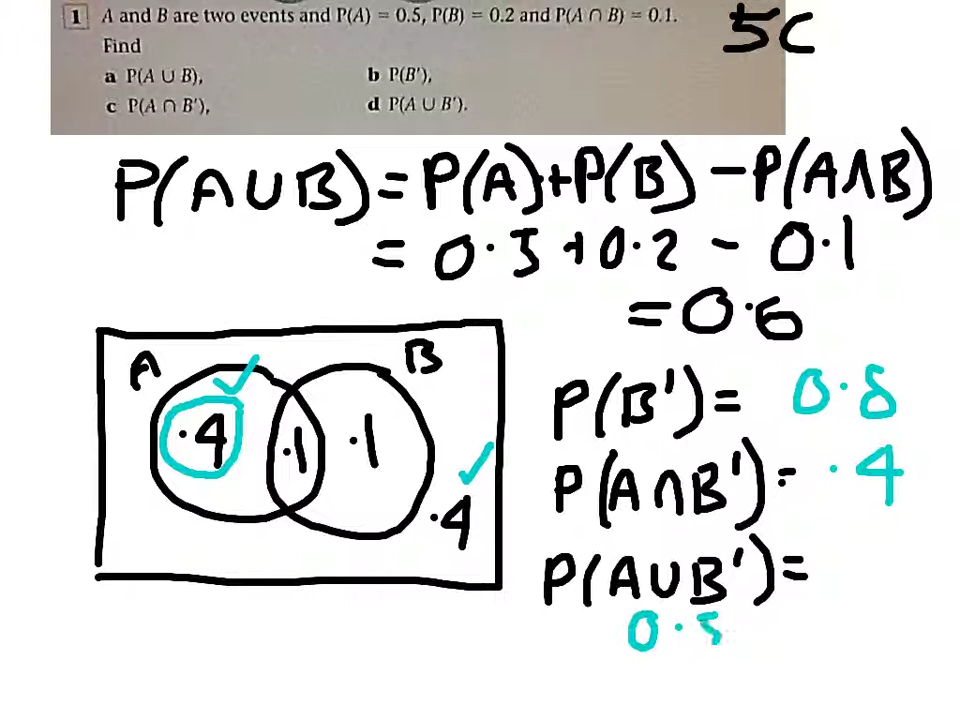 1 A and B are two events and P(A) = 0.5, P(B) = 0.2 and P(A ∩ B) = 0.1.
5C
Find
a P(A ∪ B), b P(B′),
c P(A ∩ B′), d P(A ∪ B′).
P(A∪B) = P(A) + P(B) - P(A∩B)
= 0.5 + 0.2 - 0.1
= 0.6
A B
.4 .1 .1 .4
P(B') = 0.8
P(A∩B') = .4
P(A∪B') =
0.5